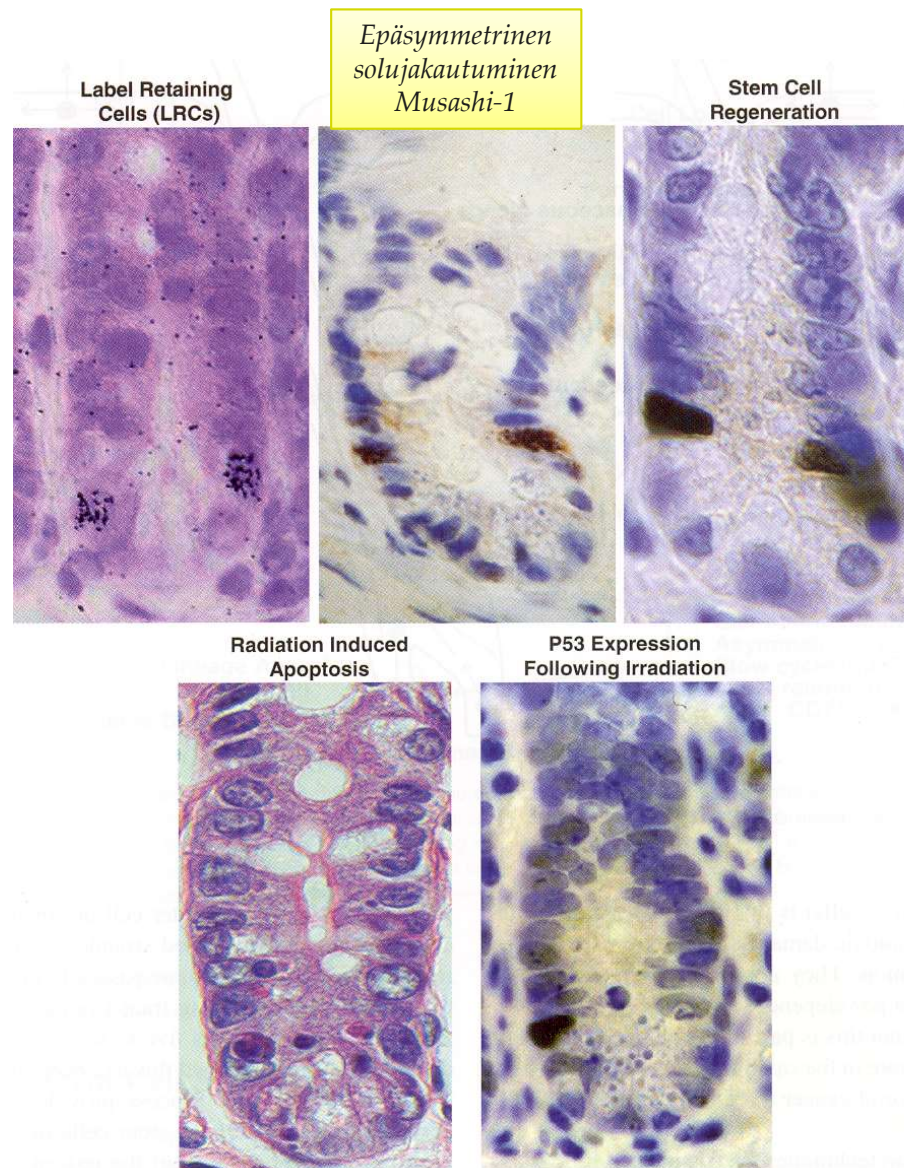 Epäsymmetrinen
solujakautuminen
Musashi-1
Label Retaining
Cells (LRCs)
Stem Cell
Regeneration
Radiation Induced
Apoptosis
P53 Expression
Following Irradiation